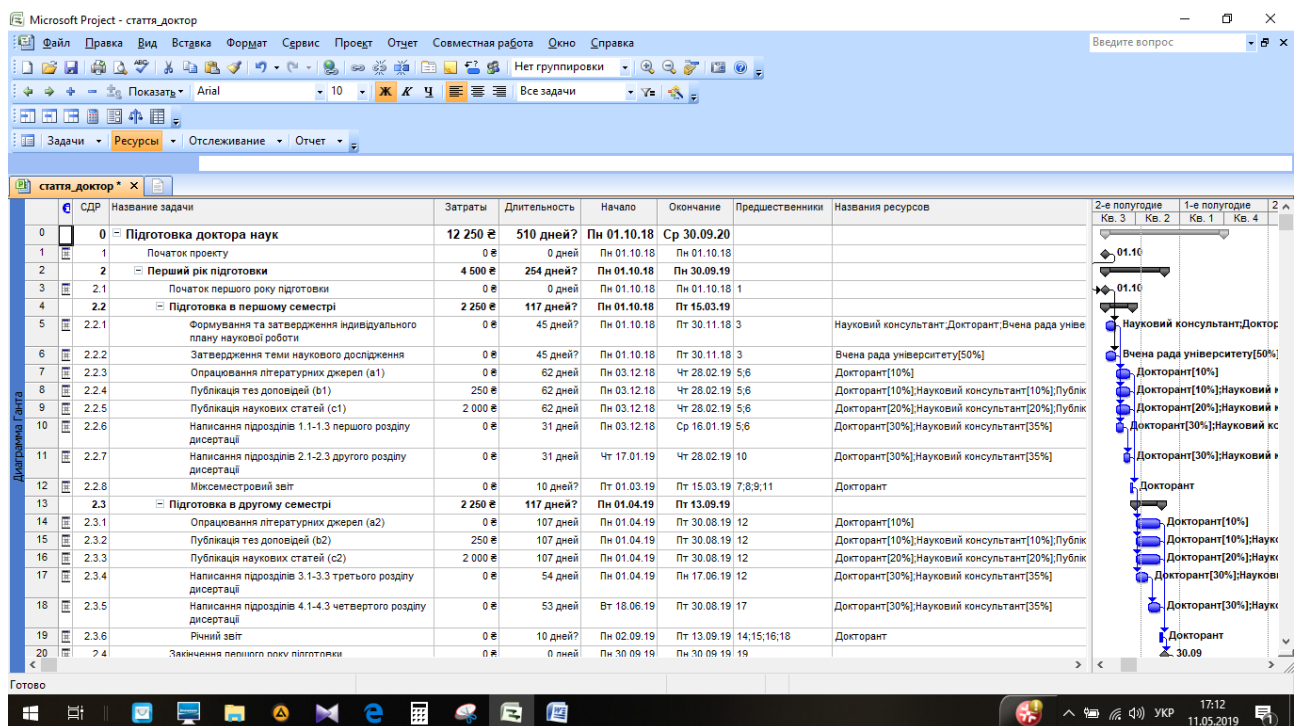 Microsoft Project - стаття_доктор
Файл Правка Вид Вставка Формат Сервис Проект Отчет Совместная работа Окно Справка Введите вопрос
Нет группировки
Показать Arial 10 Ж К Ч Все задачи
Задачи Ресурсы Отслеживание Отчет
стаття_доктор *
СДР Название задачи Затраты Длительность Начало Окончание Предшественники Названия ресурсов 2-е полугодие 1-е полугодие 2
Кв. 3 Кв. 2 Кв. 1 Кв. 4
0 0 Підготовка доктора наук 12 250 ₴ 510 дней? Пн 01.10.18 Ср 30.09.20
1 1 Початок проекту 0 ₴ 0 дней Пн 01.10.18 Пн 01.10.18 01.10
2 2 Перший рік підготовки 4 500 ₴ 254 дней? Пн 01.10.18 Пн 30.09.19
3 2.1 Початок першого року підготовки 0 ₴ 0 дней Пн 01.10.18 Пн 01.10.18 1 01.10
4 2.2 Підготовка в першому семестрі 2 250 ₴ 117 дней? Пн 01.10.18 Пт 15.03.19
5 2.2.1 Формування та затвердження індивідуального 0 ₴ 45 дней? Пн 01.10.18 Пт 30.11.18 3 Науковий консультант;Докторант;Вчена рада уніве Науковий консультант;Доктор
плану наукової роботи
6 2.2.2 Затвердження теми наукового дослідження 0 ₴ 45 дней? Пн 01.10.18 Пт 30.11.18 3 Вчена рада університету[50%] Вчена рада університету[50%]
7 2.2.3 Опрацювання літературних джерел (a1) 0 ₴ 62 дней Пн 03.12.18 Чт 28.02.19 5;6 Докторант[10%] Докторант[10%]
8 2.2.4 Публікація тез доповідей (b1) 250 ₴ 62 дней Пн 03.12.18 Чт 28.02.19 5;6 Докторант[10%];Науковий консультант[10%];Публік Докторант[10%];Науковий к
9 2.2.5 Публікація наукових статей (c1) 2 000 ₴ 62 дней Пн 03.12.18 Чт 28.02.19 5;6 Докторант[20%];Науковий консультант[20%];Публік Докторант[20%];Науковий к
10 2.2.6 Написання підрозділів 1.1-1.3 першого розділу 0 ₴ 31 дней Пн 03.12.18 Ср 16.01.19 5;6 Докторант[30%];Науковий консультант[35%] Докторант[30%];Науковий ко
дисертації
11 2.2.7 Написання підрозділів 2.1-2.3 другого розділу 0 ₴ 31 дней Чт 17.01.19 Чт 28.02.19 10 Докторант[30%];Науковий консультант[35%] Докторант[30%];Науковий к
дисертації
12 2.2.8 Міжсеместровий звіт 0 ₴ 10 дней? Пт 01.03.19 Пт 15.03.19 7;8;9;11 Докторант Докторант
13 2.3 Підготовка в другому семестрі 2 250 ₴ 117 дней? Пн 01.04.19 Пт 13.09.19
14 2.3.1 Опрацювання літературних джерел (a2) 0 ₴ 107 дней Пн 01.04.19 Пт 30.08.19 12 Докторант[10%] Докторант[10%]
15 2.3.2 Публікація тез доповідей (b2) 250 ₴ 107 дней Пн 01.04.19 Пт 30.08.19 12 Докторант[10%];Науковий консультант[10%];Публік Докторант[10%];Науко
16 2.3.3 Публікація наукових статей (c2) 2 000 ₴ 107 дней Пн 01.04.19 Пт 30.08.19 12 Докторант[20%];Науковий консультант[20%];Публік Докторант[20%];Науко
17 2.3.4 Написання підрозділів 3.1-3.3 третього розділу 0 ₴ 54 дней Пн 01.04.19 Пн 17.06.19 12 Докторант[30%];Науковий консультант[35%] Докторант[30%];Науков
дисертації
18 2.3.5 Написання підрозділів 4.1-4.3 четвертого розділу 0 ₴ 53 дней Вт 18.06.19 Пт 30.08.19 17 Докторант[30%];Науковий консультант[35%] Докторант[30%];Науко
дисертації
19 2.3.6 Річний звіт 0 ₴ 10 дней? Пн 02.09.19 Пт 13.09.19 14;15;16;18 Докторант Докторант
20 2.4 Закінчення першого року підготовки 0 ₴ 0 дней Пн 30.09.19 Пн 30.09.19 19 30.09
Диаграмма Ганта
Готово
УКР 17:12
11.05.2019